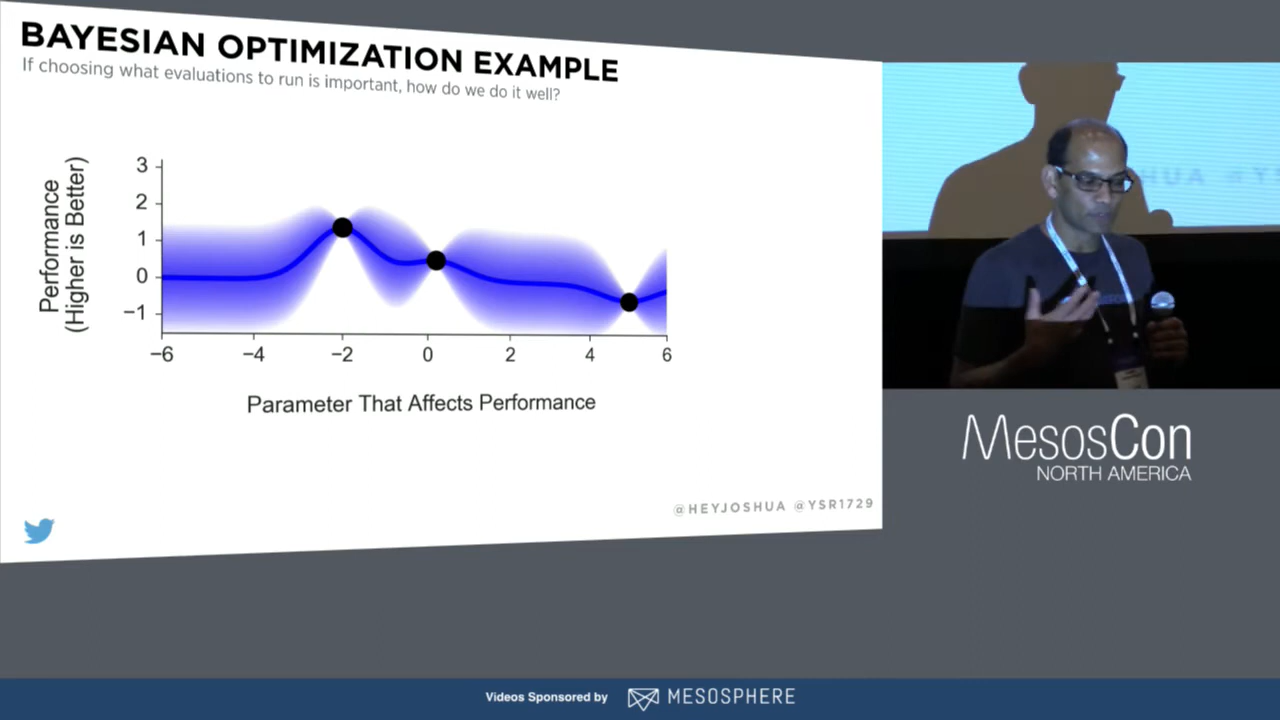 BAYESIAN OPTIMIZATION EXAMPLE
If choosing what evaluations to run is important, how do we do it well?
Performance
(Higher is Better)
3
2
1
0
−1
−6
−4
−2
0
2
4
6
Parameter That Affects Performance
@HEYJOSHUA @YSR1729
HUA @YS
MesosCon
NORTH AMERICA
Videos Sponsored by
MESOSPHERE